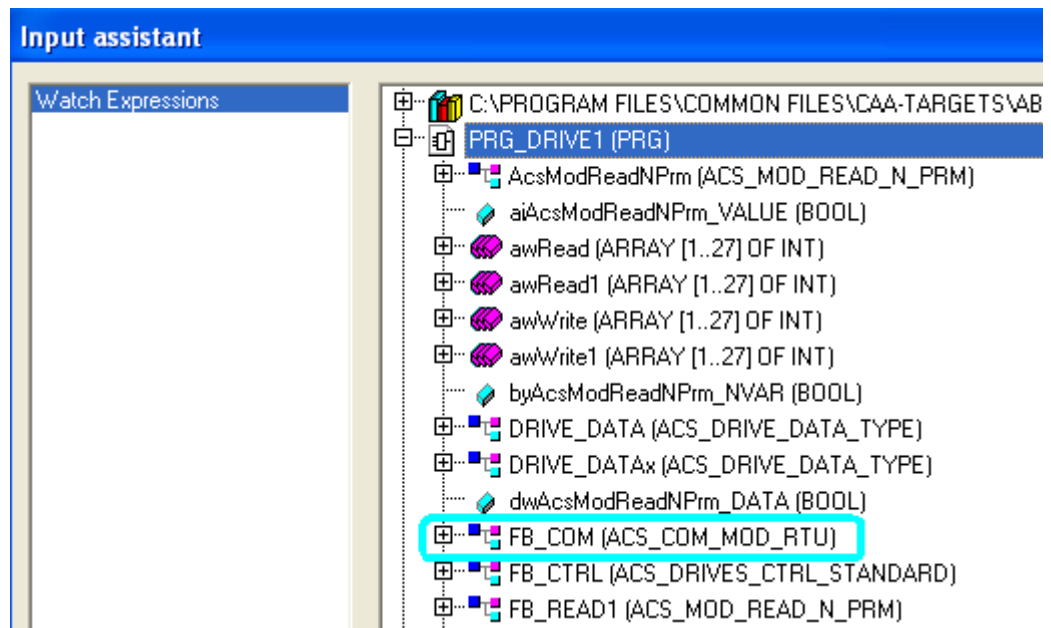 Input assistant
Watch Expressions
C:\PROGRAM FILES\COMMON FILES\CAA-TARGETS\AB
PRG_DRIVE1 (PRG)
AcsModReadNPrm (ACS_MOD_READ_N_PRM)
aiAcsModReadNPrm_VALUE (BOOL)
awRead (ARRAY [1..27] OF INT)
awRead1 (ARRAY [1..27] OF INT)
awWrite (ARRAY [1..27] OF INT)
awWrite1 (ARRAY [1..27] OF INT)
byAcsModReadNPrm_NVAR (BOOL)
DRIVE_DATA (ACS_DRIVE_DATA_TYPE)
DRIVE_DATAx (ACS_DRIVE_DATA_TYPE)
dwAcsModReadNPrm_DATA (BOOL)
FB_COM (ACS_COM_MOD_RTU)
FB_CTRL (ACS_DRIVES_CTRL_STANDARD)
FB_READ1 (ACS_MOD_READ_N_PRM)